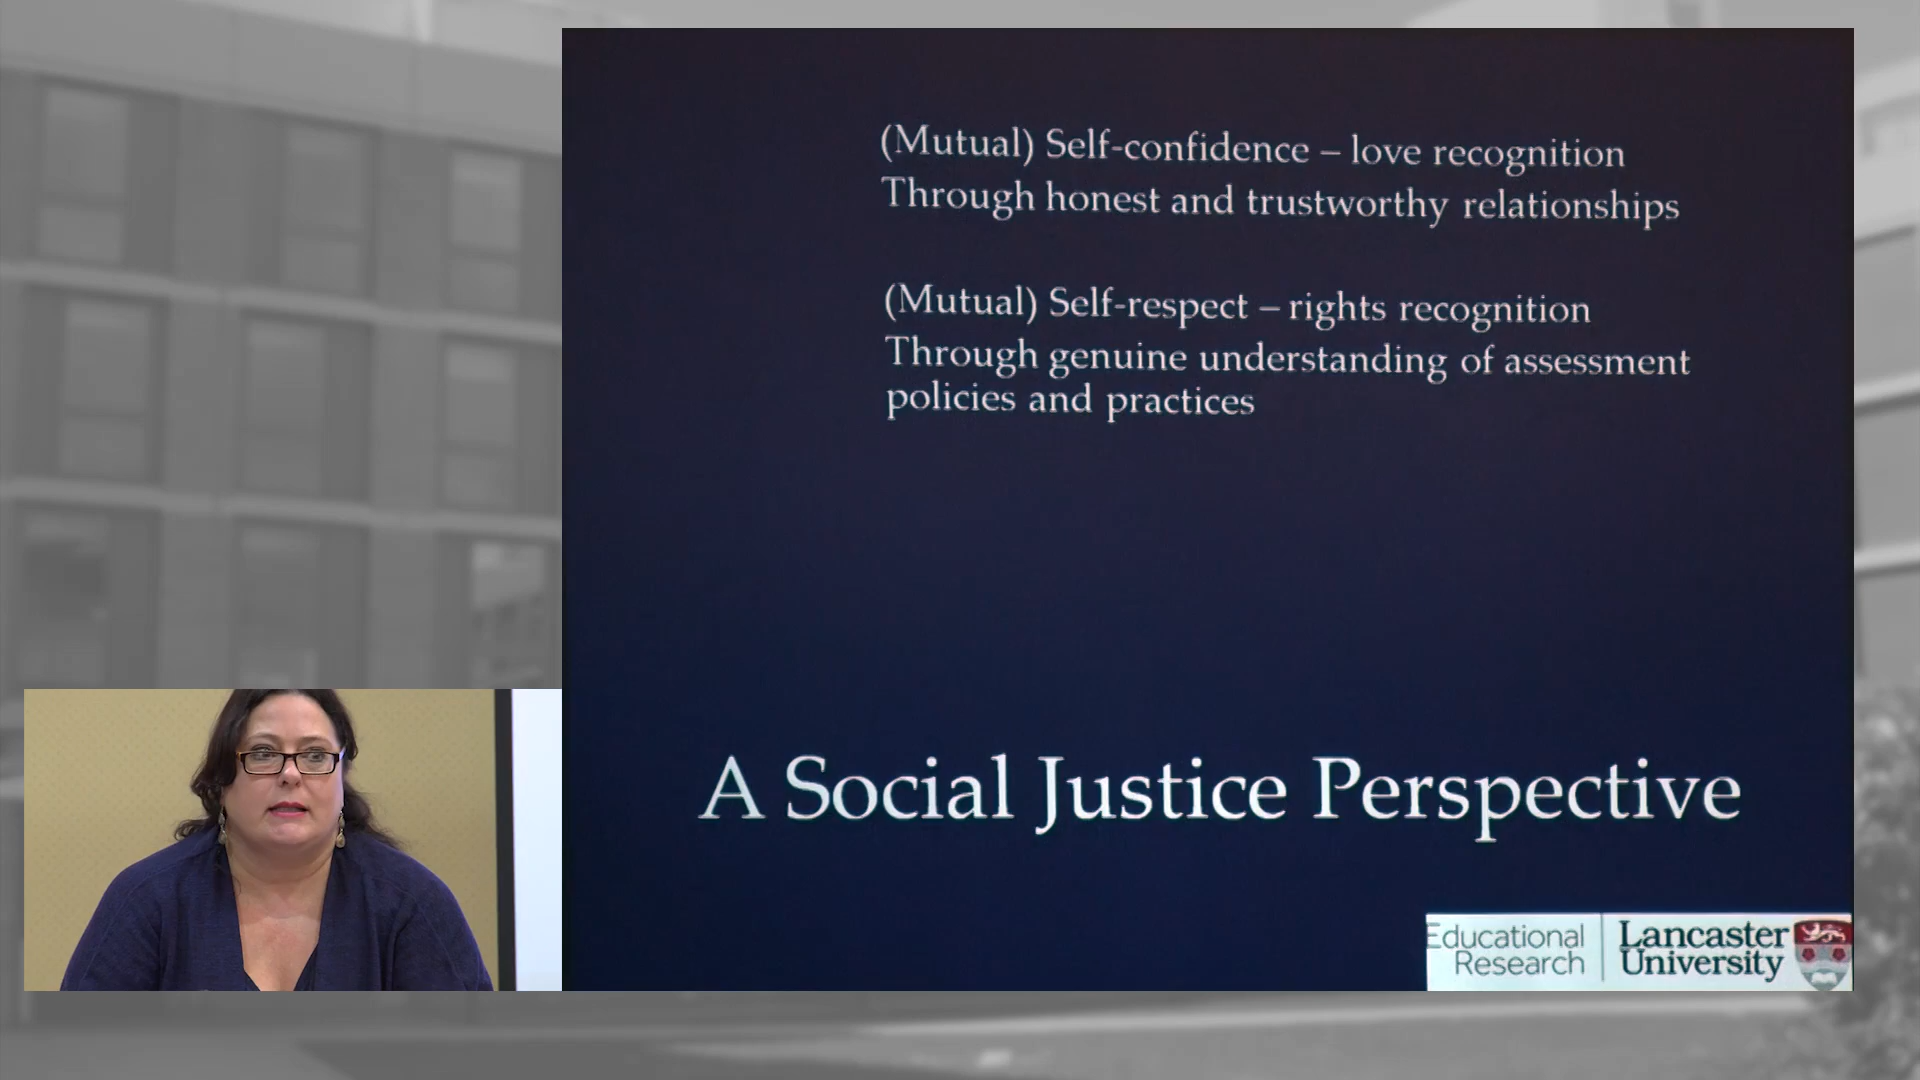 (Mutual) Self-confidence – love recognition
Through honest and trustworthy relationships
(Mutual) Self-respect – rights recognition
Through genuine understanding of assessment
policies and practices
A Social Justice Perspective
Educational
Research
Lancaster
University